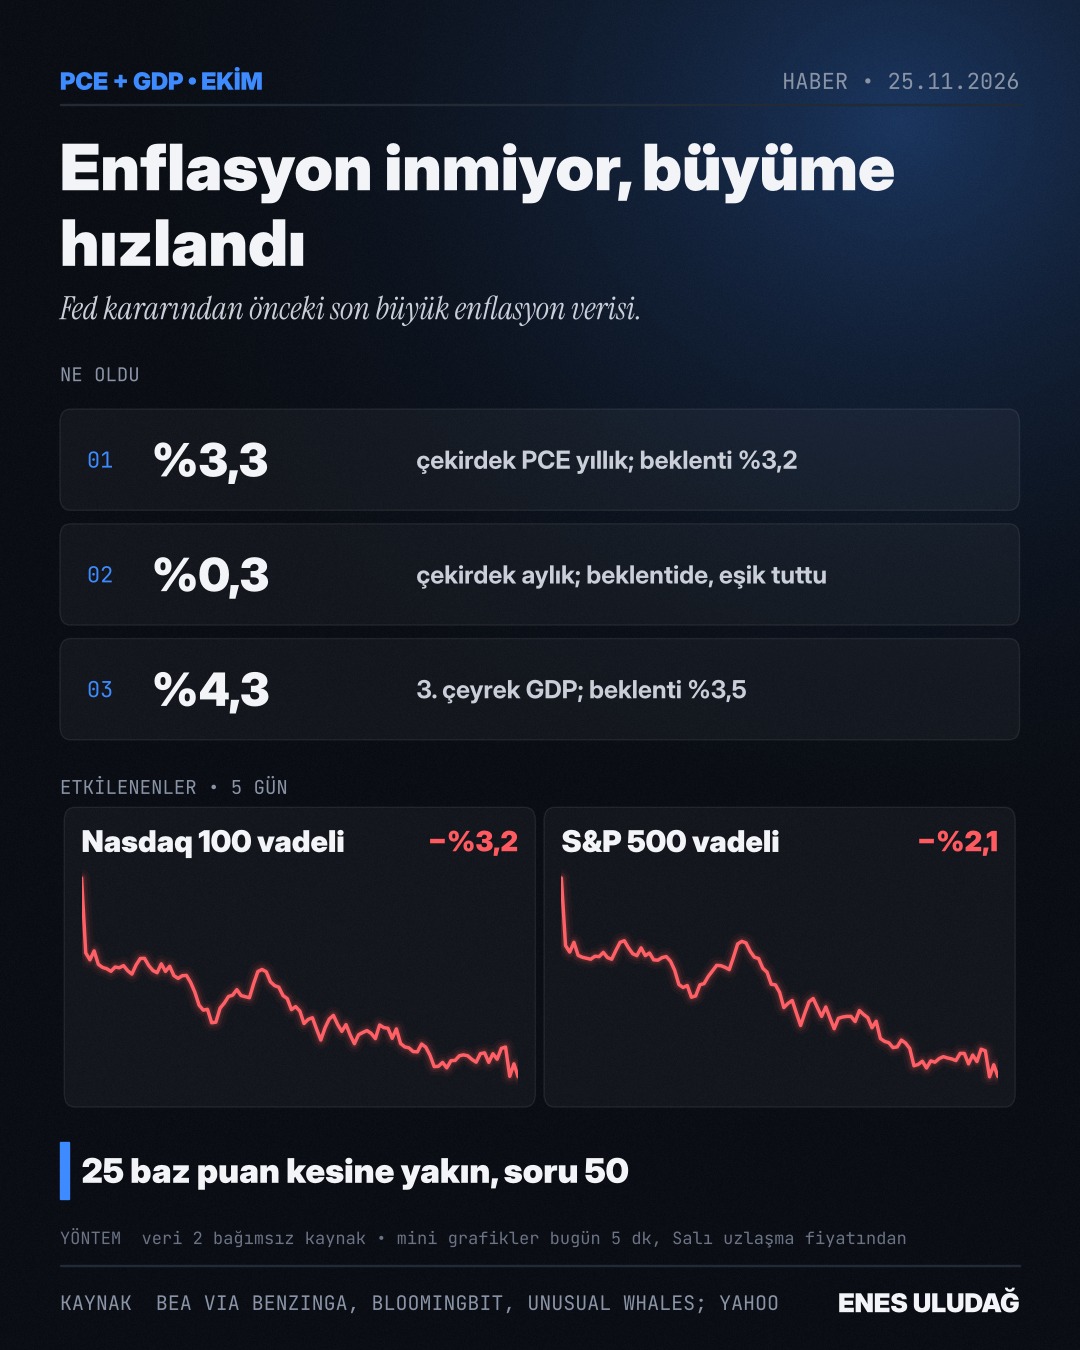 PCE + GDP • EKİM
HABER • 25.11.2026
Enflasyon inmiyor, büyüme
hızlandı
Fed kararından önceki son büyük enflasyon verisi.
NE OLDU
01 %3,3 çekirdek PCE yıllık; beklenti %3,2
02 %0,3 çekirdek aylık; beklentide, eşik tuttu
03 %4,3 3. çeyrek GDP; beklenti %3,5
ETKİLENENLER • 5 GÜN
Nasdaq 100 vadeli −%3,2
S&P 500 vadeli −%2,1
25 baz puan kesine yakın, soru 50
YÖNTEM veri 2 bağımsız kaynak • mini grafikler bugün 5 dk, Salı uzlaşma fiyatından
KAYNAK BEA VIA BENZINGA, BLOOMINGBIT, UNUSUAL WHALES; YAHOO
ENES ULUDAĞ